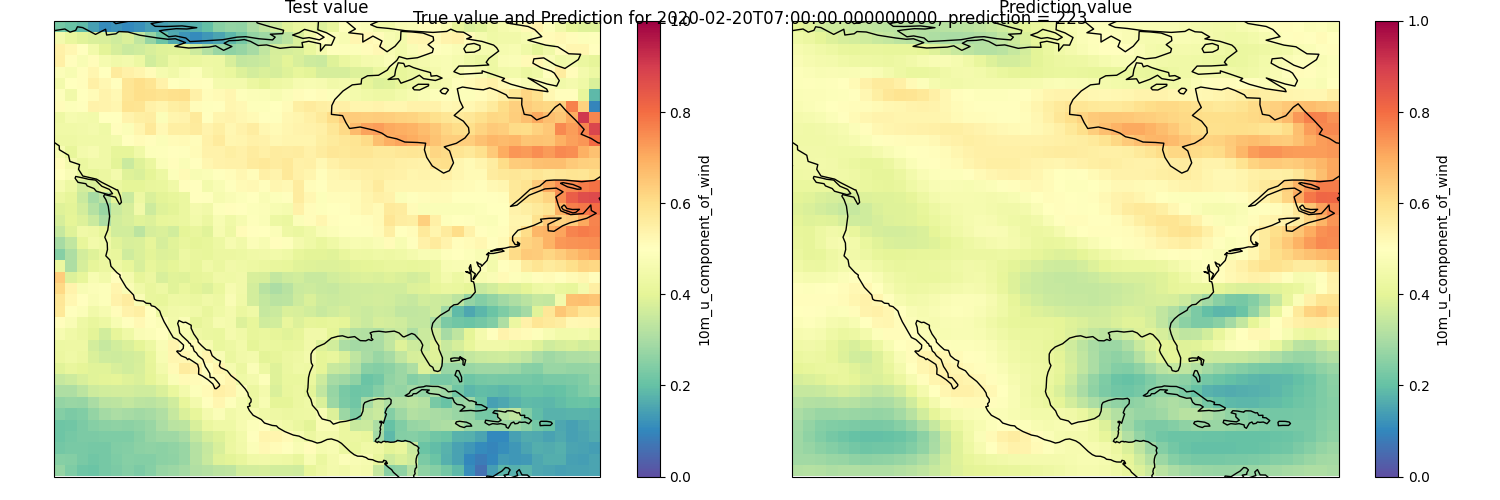 Test value
Prediction value
True value and Prediction for 2020-02-20T07:00:00.000000000, prediction = 223
1.0
0.8
0.6
0.4
0.2
0.0
10m_u_component_of_wind
1.0
0.8
0.6
0.4
0.2
0.0
10m_u_component_of_wind